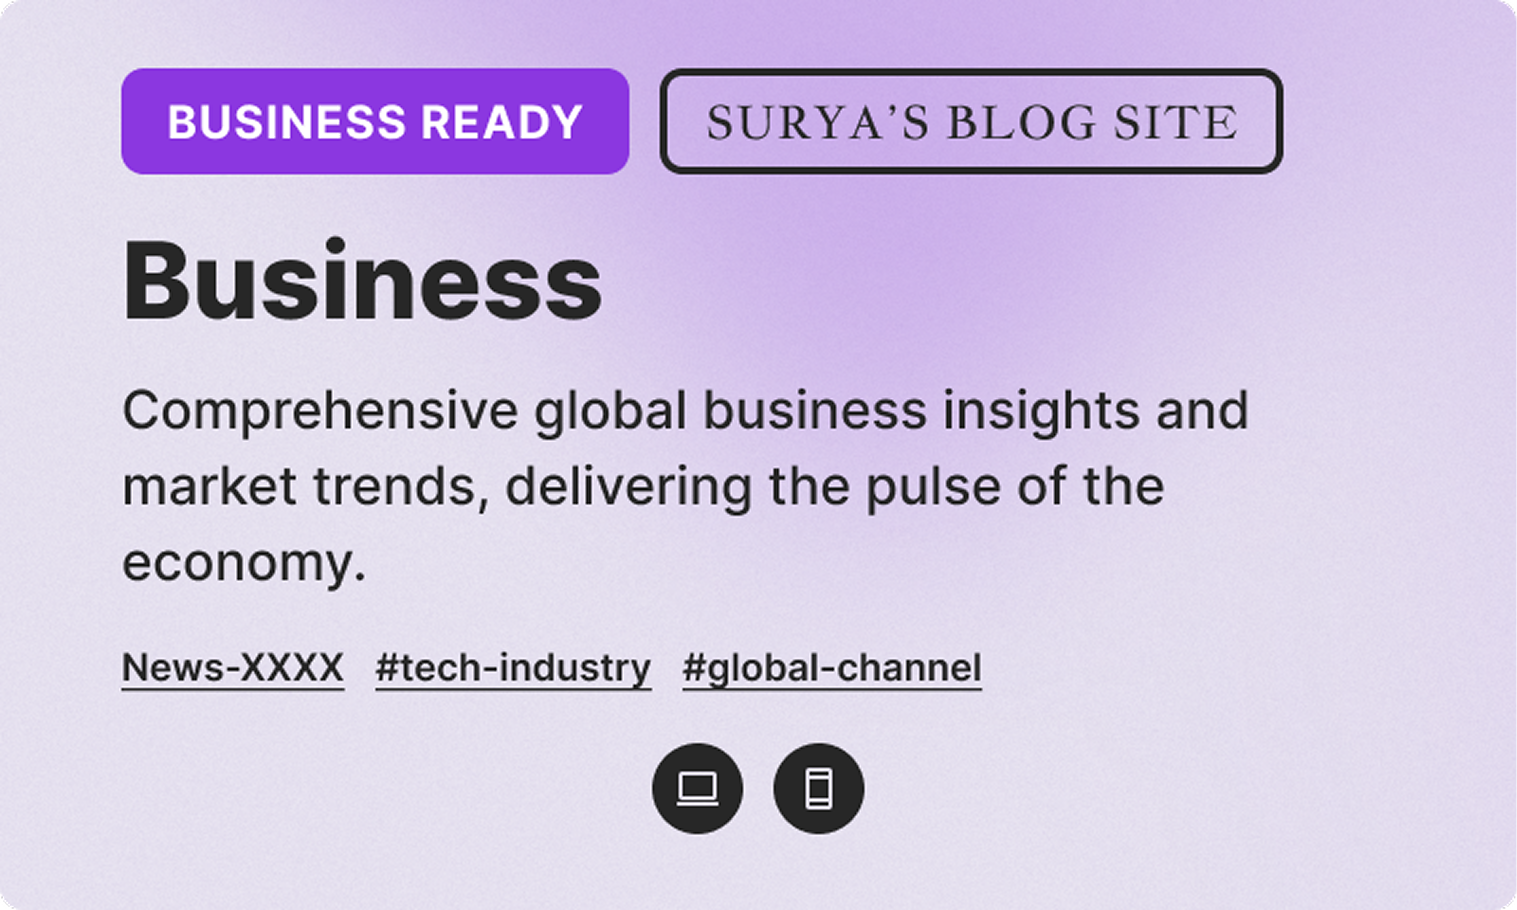 BUSINESS READY
SURYA’S BLOG SITE
Business
Comprehensive global business insights and
market trends, delivering the pulse of the
economy.
News-XXXX #tech-industry #global-channel